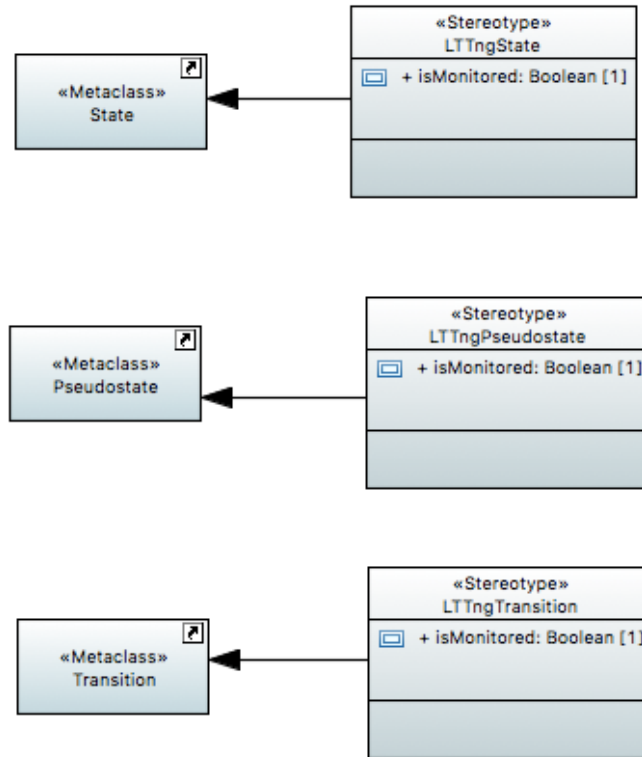 «Stereotype»
LTTngState
+ isMonitored: Boolean [1]
«Metaclass»
State
«Stereotype»
LTTngPseudostate
+ isMonitored: Boolean [1]
«Metaclass»
Pseudostate
«Stereotype»
LTTngTransition
+ isMonitored: Boolean [1]
«Metaclass»
Transition